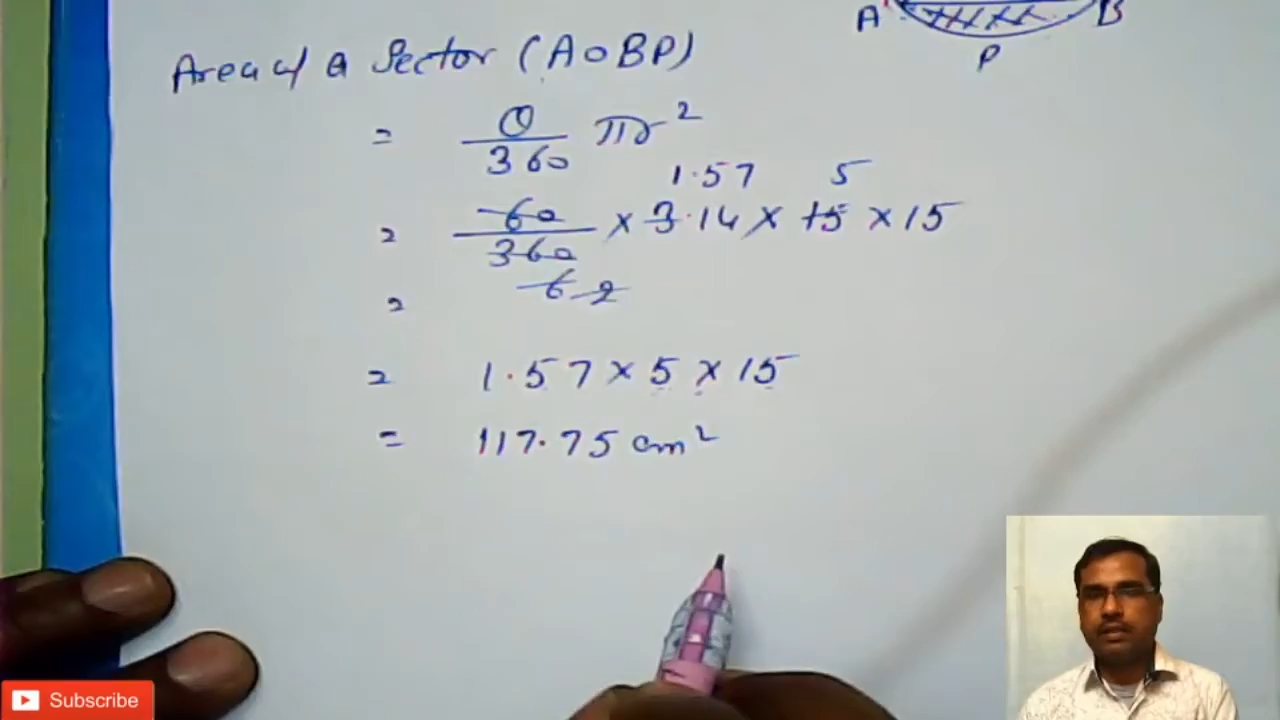 A B
P
Area of a Sector (AOBP)
= θ/360 πr²
1.57 5
= 60/360 × 3.14 × 15 × 15
= 6 2
= 1.57 × 5 × 15
= 117.75 cm²
Subscribe